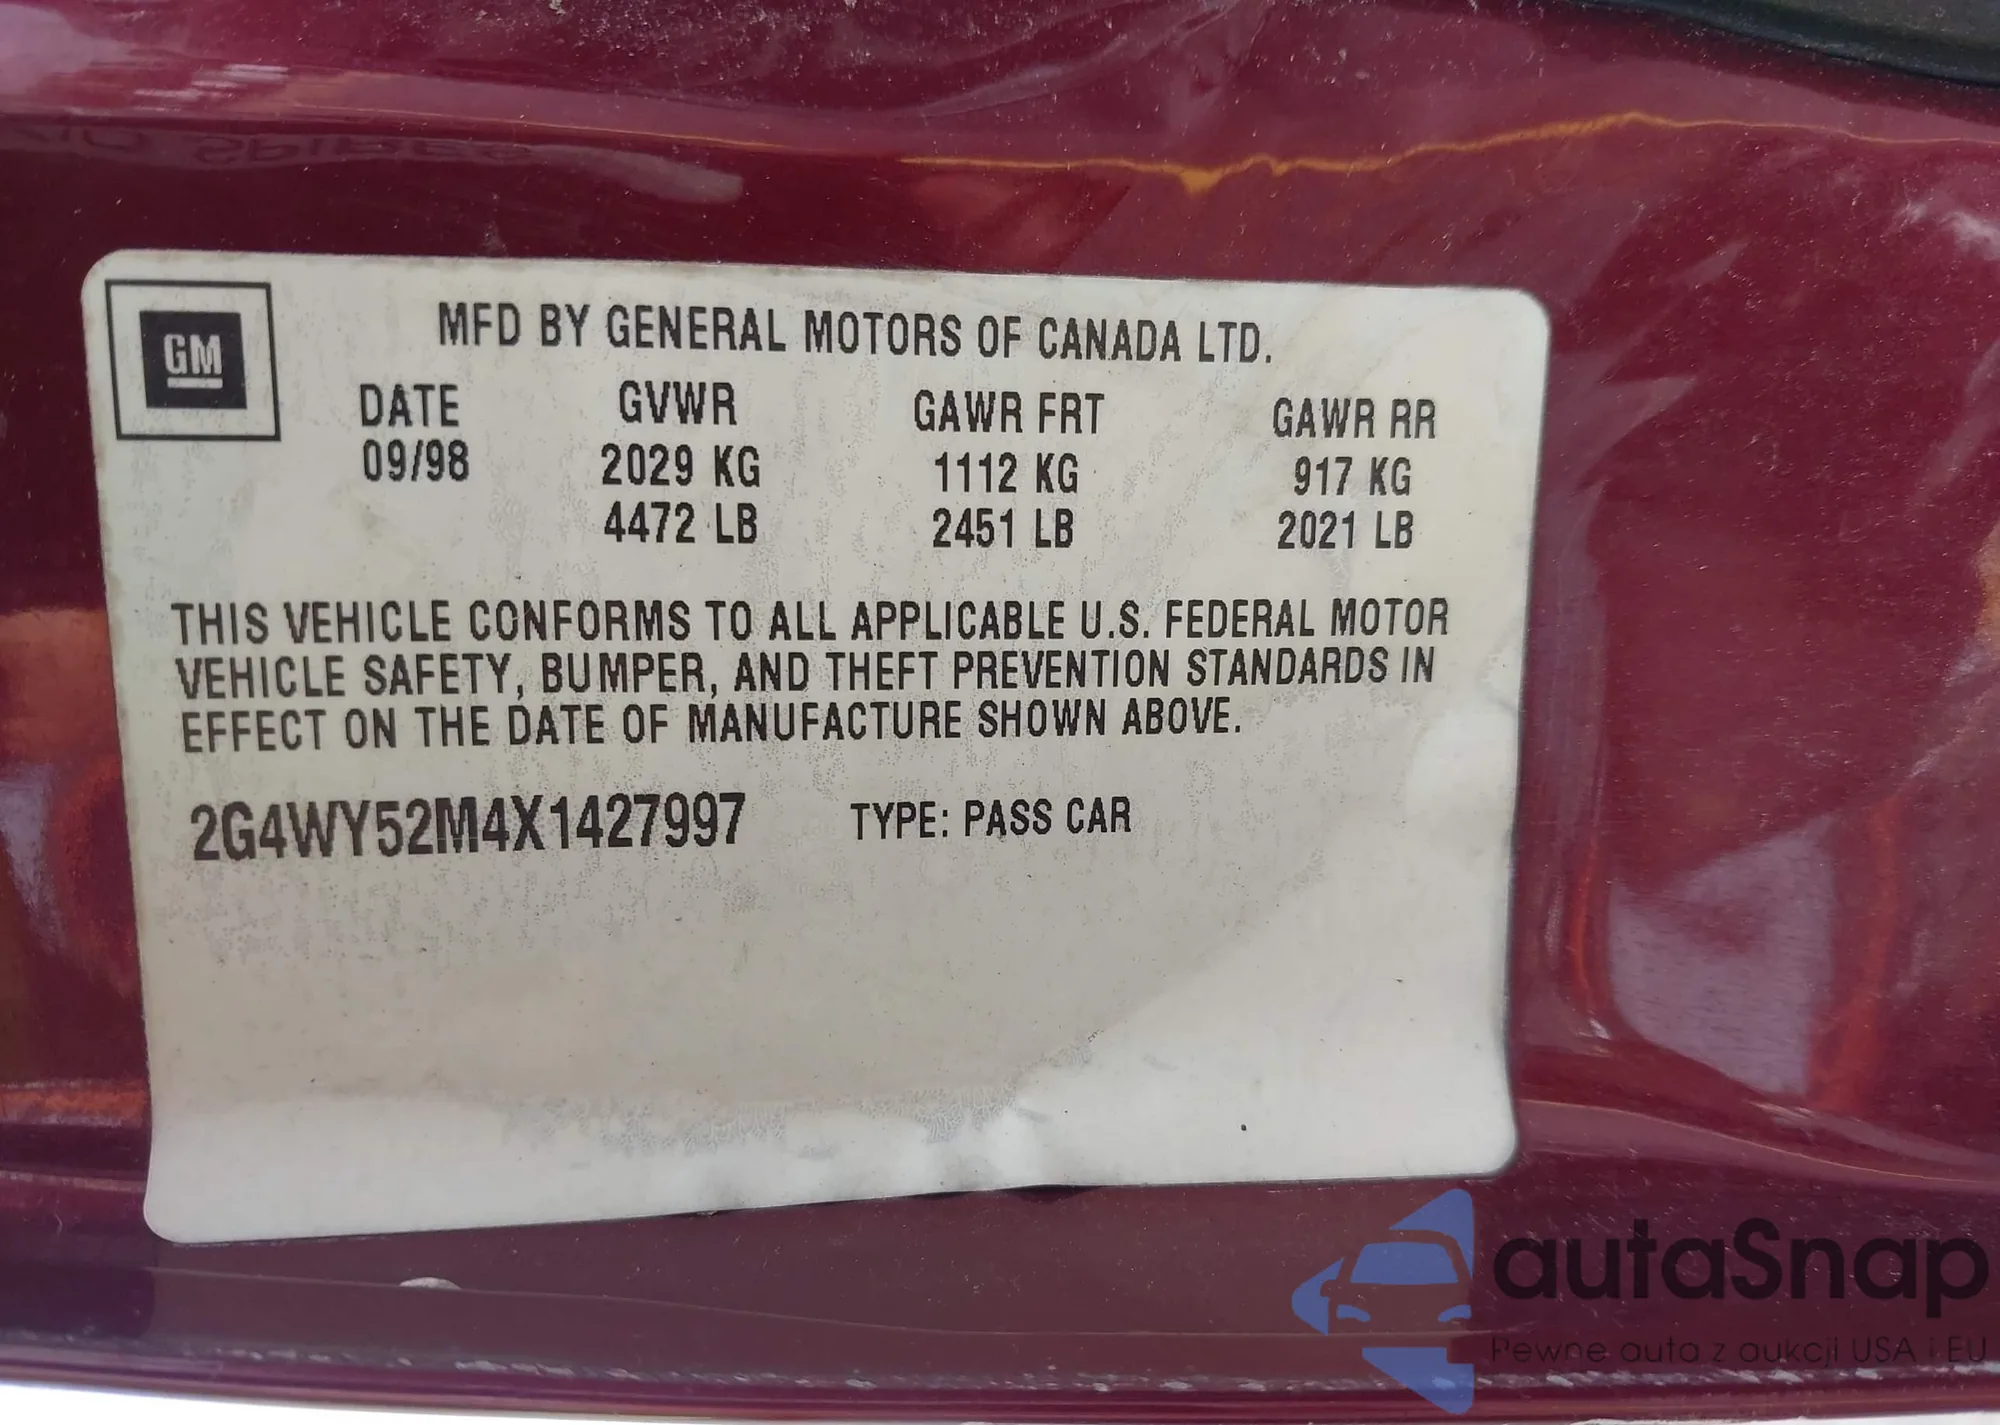 GM
MFD BY GENERAL MOTORS OF CANADA LTD.
DATE GVWR GAWR FRT GAWR RR
09/98 2029 KG 1112 KG 917 KG
4472 LB 2451 LB 2021 LB
THIS VEHICLE CONFORMS TO ALL APPLICABLE U.S. FEDERAL MOTOR
VEHICLE SAFETY, BUMPER, AND THEFT PREVENTION STANDARDS IN
EFFECT ON THE DATE OF MANUFACTURE SHOWN ABOVE.
2G4WY52M4X1427997 TYPE: PASS CAR
autaSnap
Pewne auta z aukcji USA i EU